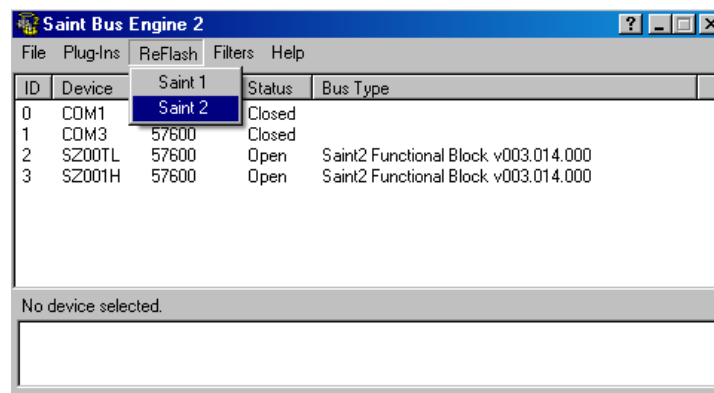 Saint Bus Engine 2
File Plug-Ins ReFlash Filters Help
ID Device Status Bus Type
Saint 1
Saint 2
0 COM1 Closed
1 COM3 57600 Closed
2 SZ00TL 57600 Open Saint2 Functional Block v003.014.000
3 SZ001H 57600 Open Saint2 Functional Block v003.014.000
No device selected.